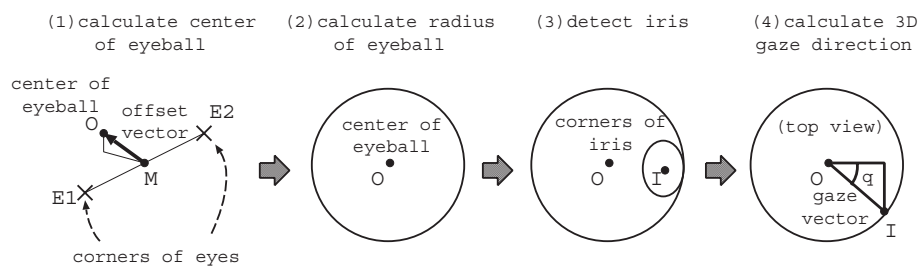 (1)calculate center
of eyeball
center of
eyeball
offset
vector
O
E2
M
E1
corners of eyes
(2)calculate radius
of eyeball
center of
eyeball
O
(3)detect iris
corners of
iris
O
I
(4)calculate 3D
gaze direction
(top view)
O
q
gaze
vector
I